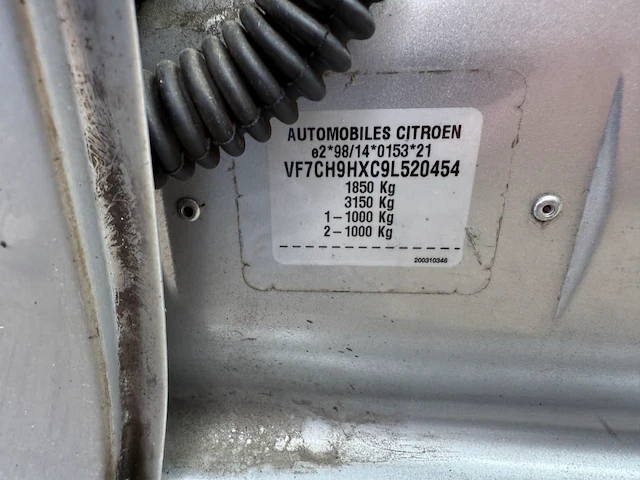 AUTOMOBILES CITROEN
e2*98/14*0153*21
VF7CH9HXC9L520454
1850 Kg
3150 Kg
1-1000 Kg
2-1000 Kg
200310346